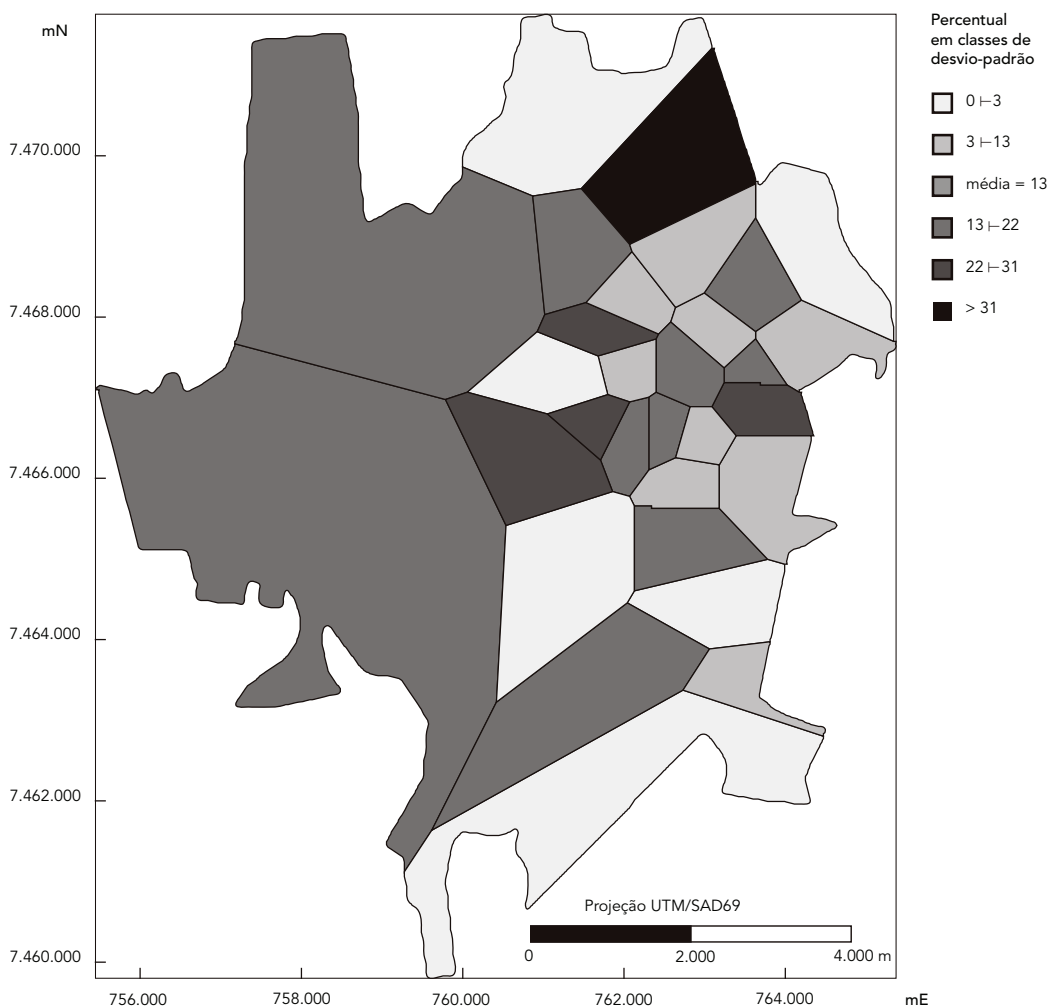 mN
7.470.000
7.468.000
7.466.000
7.464.000
7.462.000
7.460.000
756.000
758.000
760.000
762.000
764.000
mE
Projeção UTM/SAD69
0
2.000
4.000 m
Percentual
em classes de
desvio-padrão
0 ⊢3
3 ⊢13
média = 13
13 ⊢22
22 ⊢31
> 31